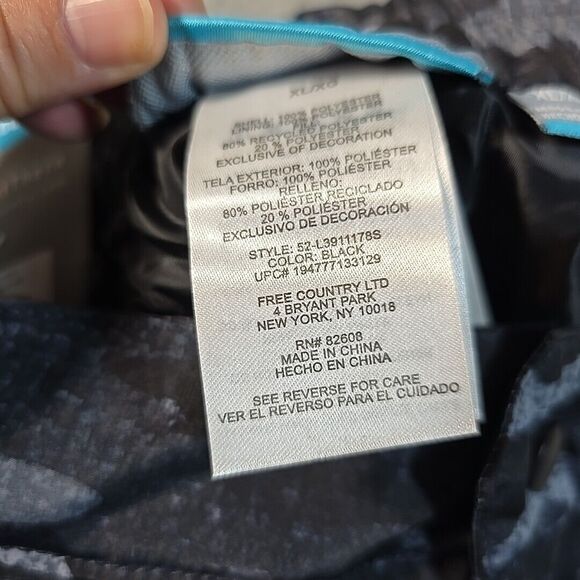 XL/XG
SHELL: 100% POLYESTER
LINING: 100% POLYESTER
80% RECYCLED POLYESTER
20 % POLYESTER
EXCLUSIVE OF DECORATION
TELA EXTERIOR: 100% POLIÉSTER
FORRO: 100% POLIÉSTER
RELLENO:
80% POLIÉSTER RECICLADO
20 % POLIÉSTER
EXCLUSIVO DE DECORACIÓN
STYLE: 52-L3911178S
COLOR: BLACK
UPC# 194777133129
FREE COUNTRY LTD
4 BRYANT PARK
NEW YORK, NY 10018
RN# 82608
MADE IN CHINA
HECHO EN CHINA
SEE REVERSE FOR CARE
VER EL REVERSO PARA EL CUIDADO